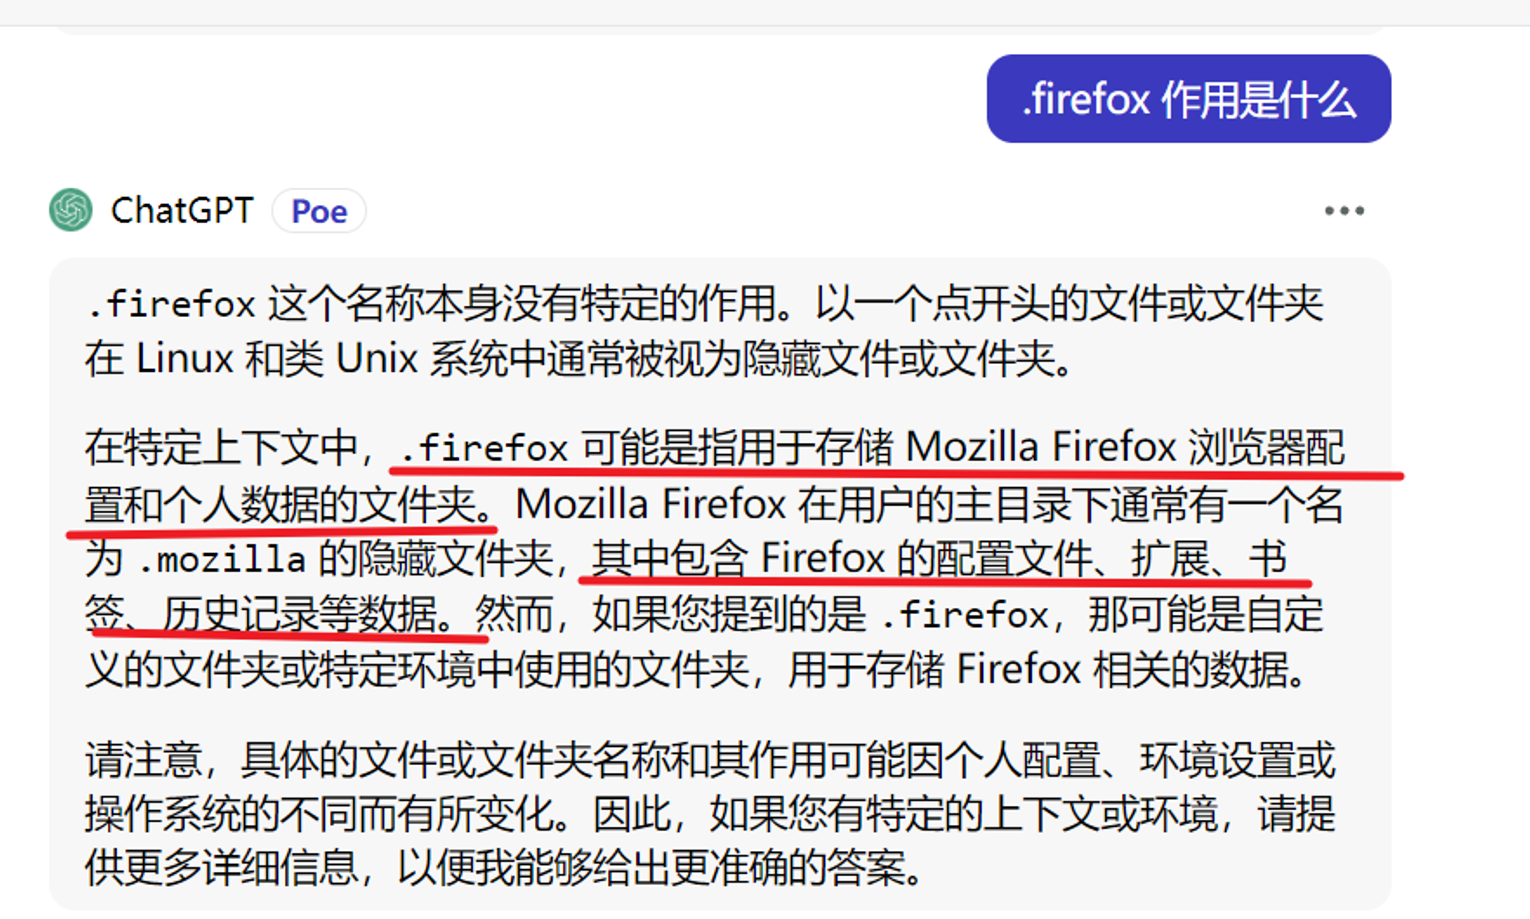 .firefox 作用是什么
ChatGPT Poe
.firefox 这个名称本身没有特定的作用。以一个点开头的文件或文件夹
在 Linux 和类 Unix 系统中通常被视为隐藏文件或文件夹。
在特定上下文中，.firefox 可能是指用于存储 Mozilla Firefox 浏览器配
置和个人数据的文件夹。Mozilla Firefox 在用户的主目录下通常有一个名
为 .mozilla 的隐藏文件夹，其中包含 Firefox 的配置文件、扩展、书
签、历史记录等数据。然而，如果您提到的是 .firefox，那可能是自定
义的文件夹或特定环境中使用的文件夹，用于存储 Firefox 相关的数据。
请注意，具体的文件或文件夹名称和其作用可能因个人配置、环境设置或
操作系统的不同而有所变化。因此，如果您有特定的上下文或环境，请提
供更多详细信息，以便我能够给出更准确的答案。